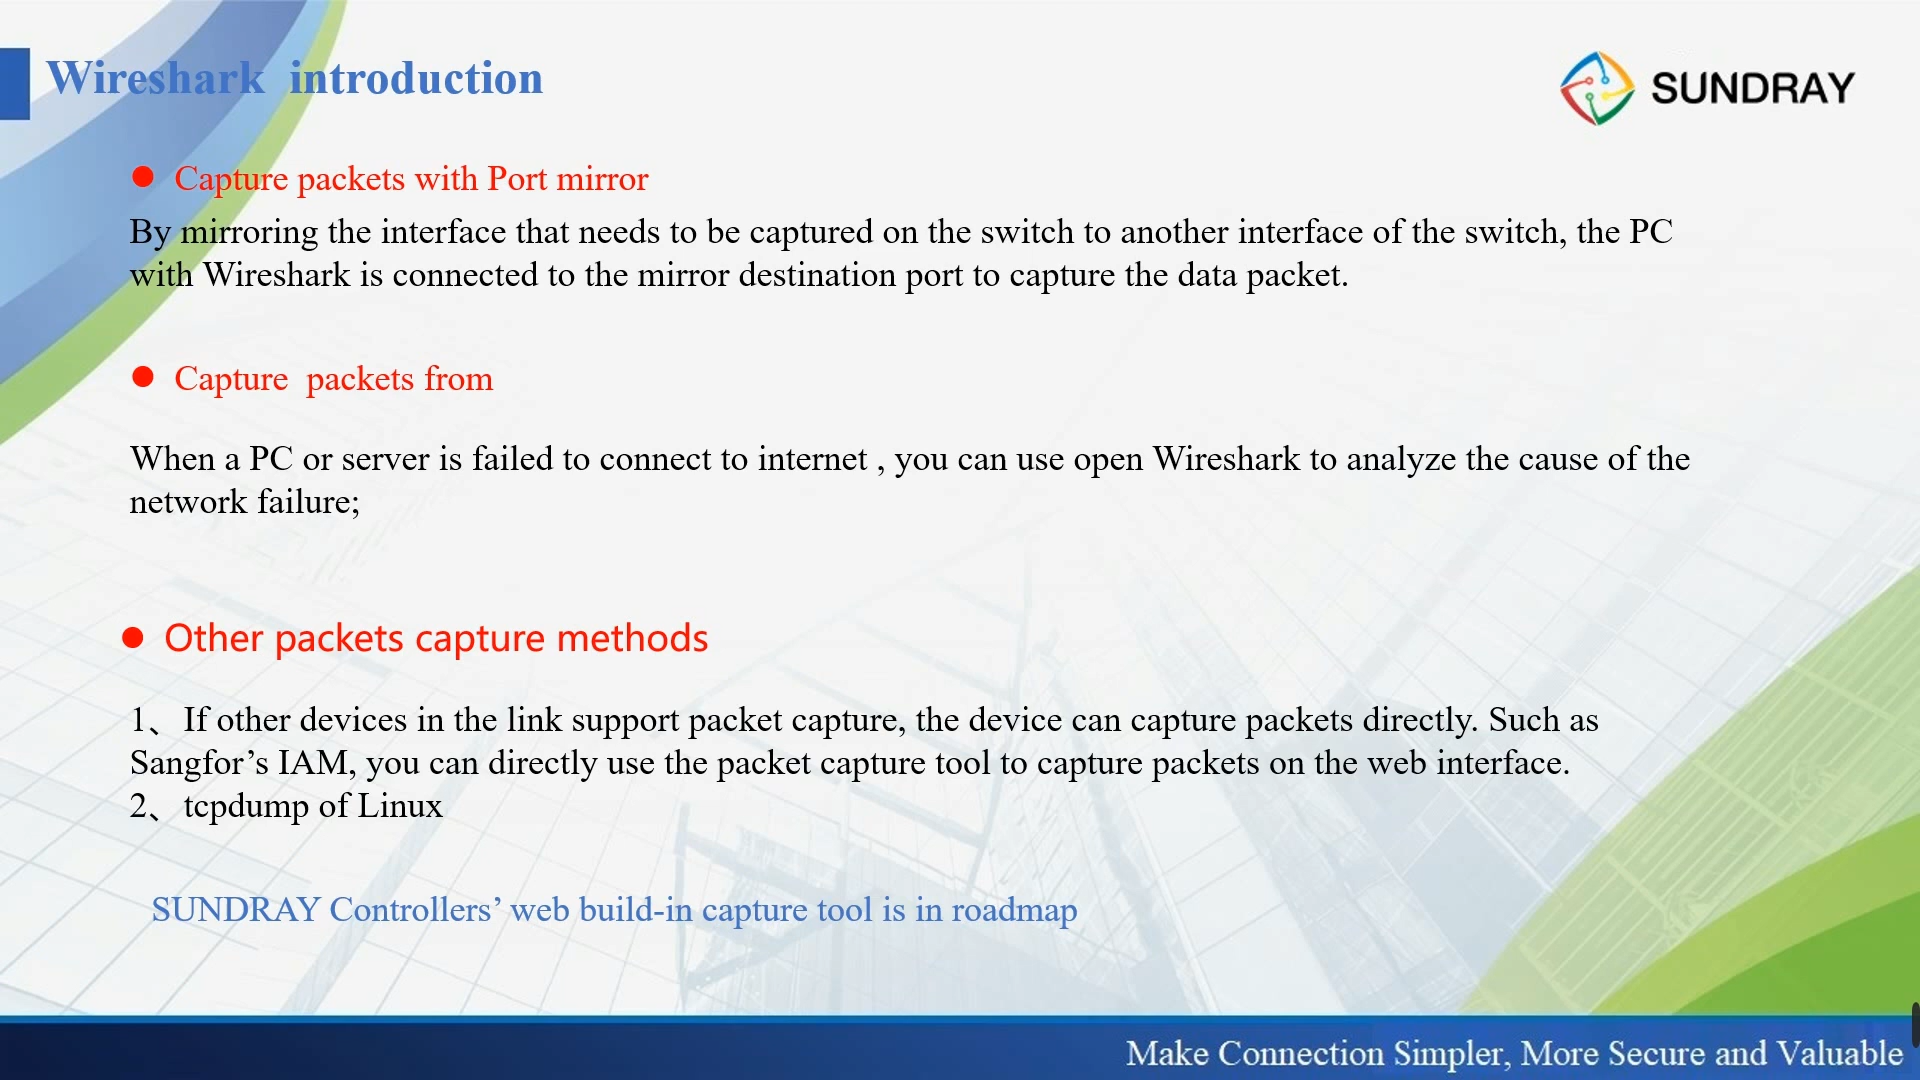 Wireshark introduction
SUNDRAY
● Capture packets with Port mirror
By mirroring the interface that needs to be captured on the switch to another interface of the switch, the PC
with Wireshark is connected to the mirror destination port to capture the data packet.
● Capture packets from
When a PC or server is failed to connect to internet , you can use open Wireshark to analyze the cause of the
network failure;
● Other packets capture methods
1、 If other devices in the link support packet capture, the device can capture packets directly. Such as
Sangfor’s IAM, you can directly use the packet capture tool to capture packets on the web interface.
2、 tcpdump of Linux
SUNDRAY Controllers’ web build-in capture tool is in roadmap
Make Connection Simpler, More Secure and Valuable